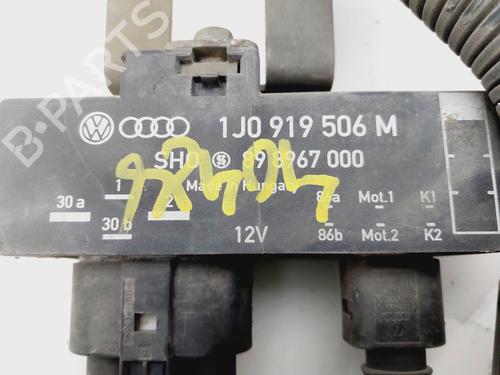 1J0 919 506 M
SHO 89 8967 000
Made in Hungary
1
30 a
2
30 b
12V
86a Mot.1 K1
86b Mot.2 K2
B-PARTS